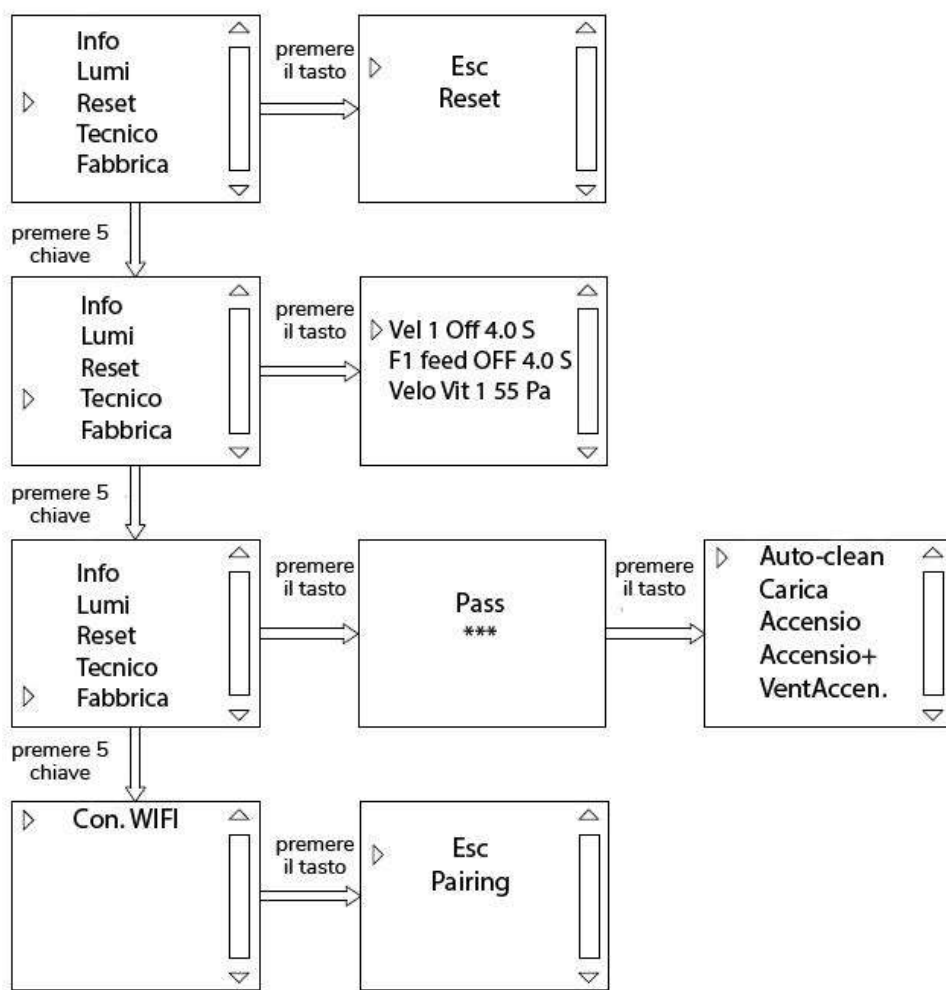 Info
Lumi
Reset
Tecnico
Fabbrica
premere
il tasto
Esc
Reset
premere 5
chiave
Info
Lumi
Reset
Tecnico
Fabbrica
premere
il tasto
Vel 1 Off 4.0 S
F1 feed OFF 4.0 S
Velo Vit 1 55 Pa
premere 5
chiave
Info
Lumi
Reset
Tecnico
Fabbrica
premere
il tasto
Pass
***
premere
il tasto
Auto-clean
Carica
Accensio
Accensio+
VentAccen.
premere 5
chiave
Con. WIFI
premere
il tasto
Esc
Pairing